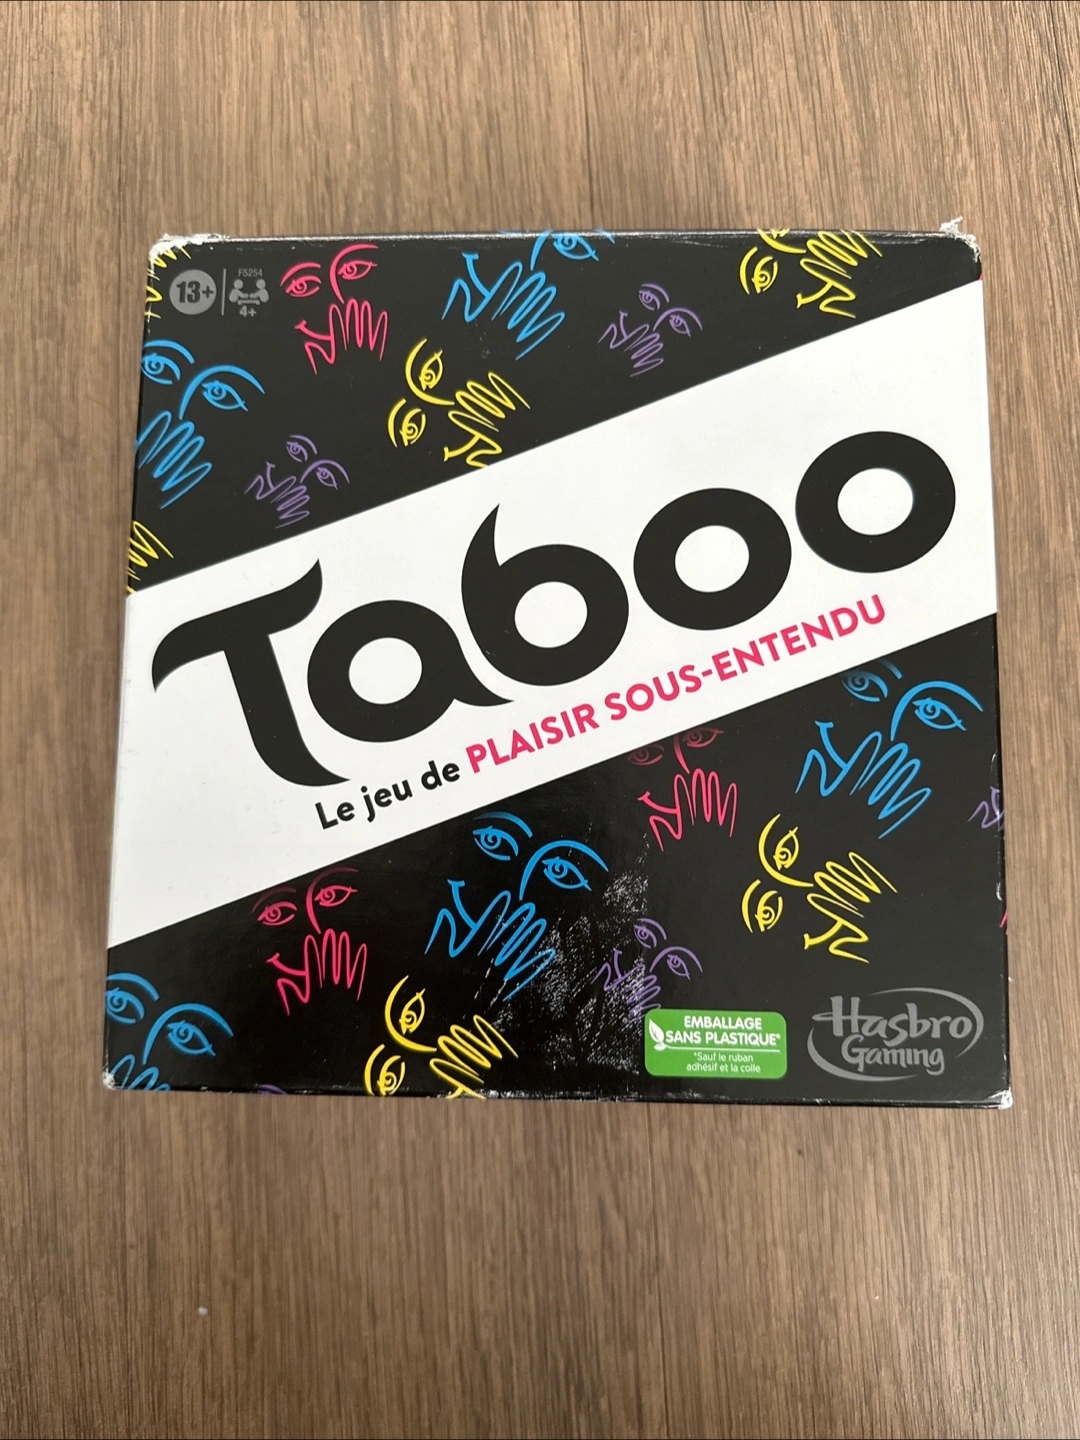 13+
F5254
4+
Taboo
Le jeu de PLAISIR SOUS-ENTENDU
EMBALLAGE
SANS PLASTIQUE*
*Sauf le ruban
adhésif et la colle
Hasbro
Gaming